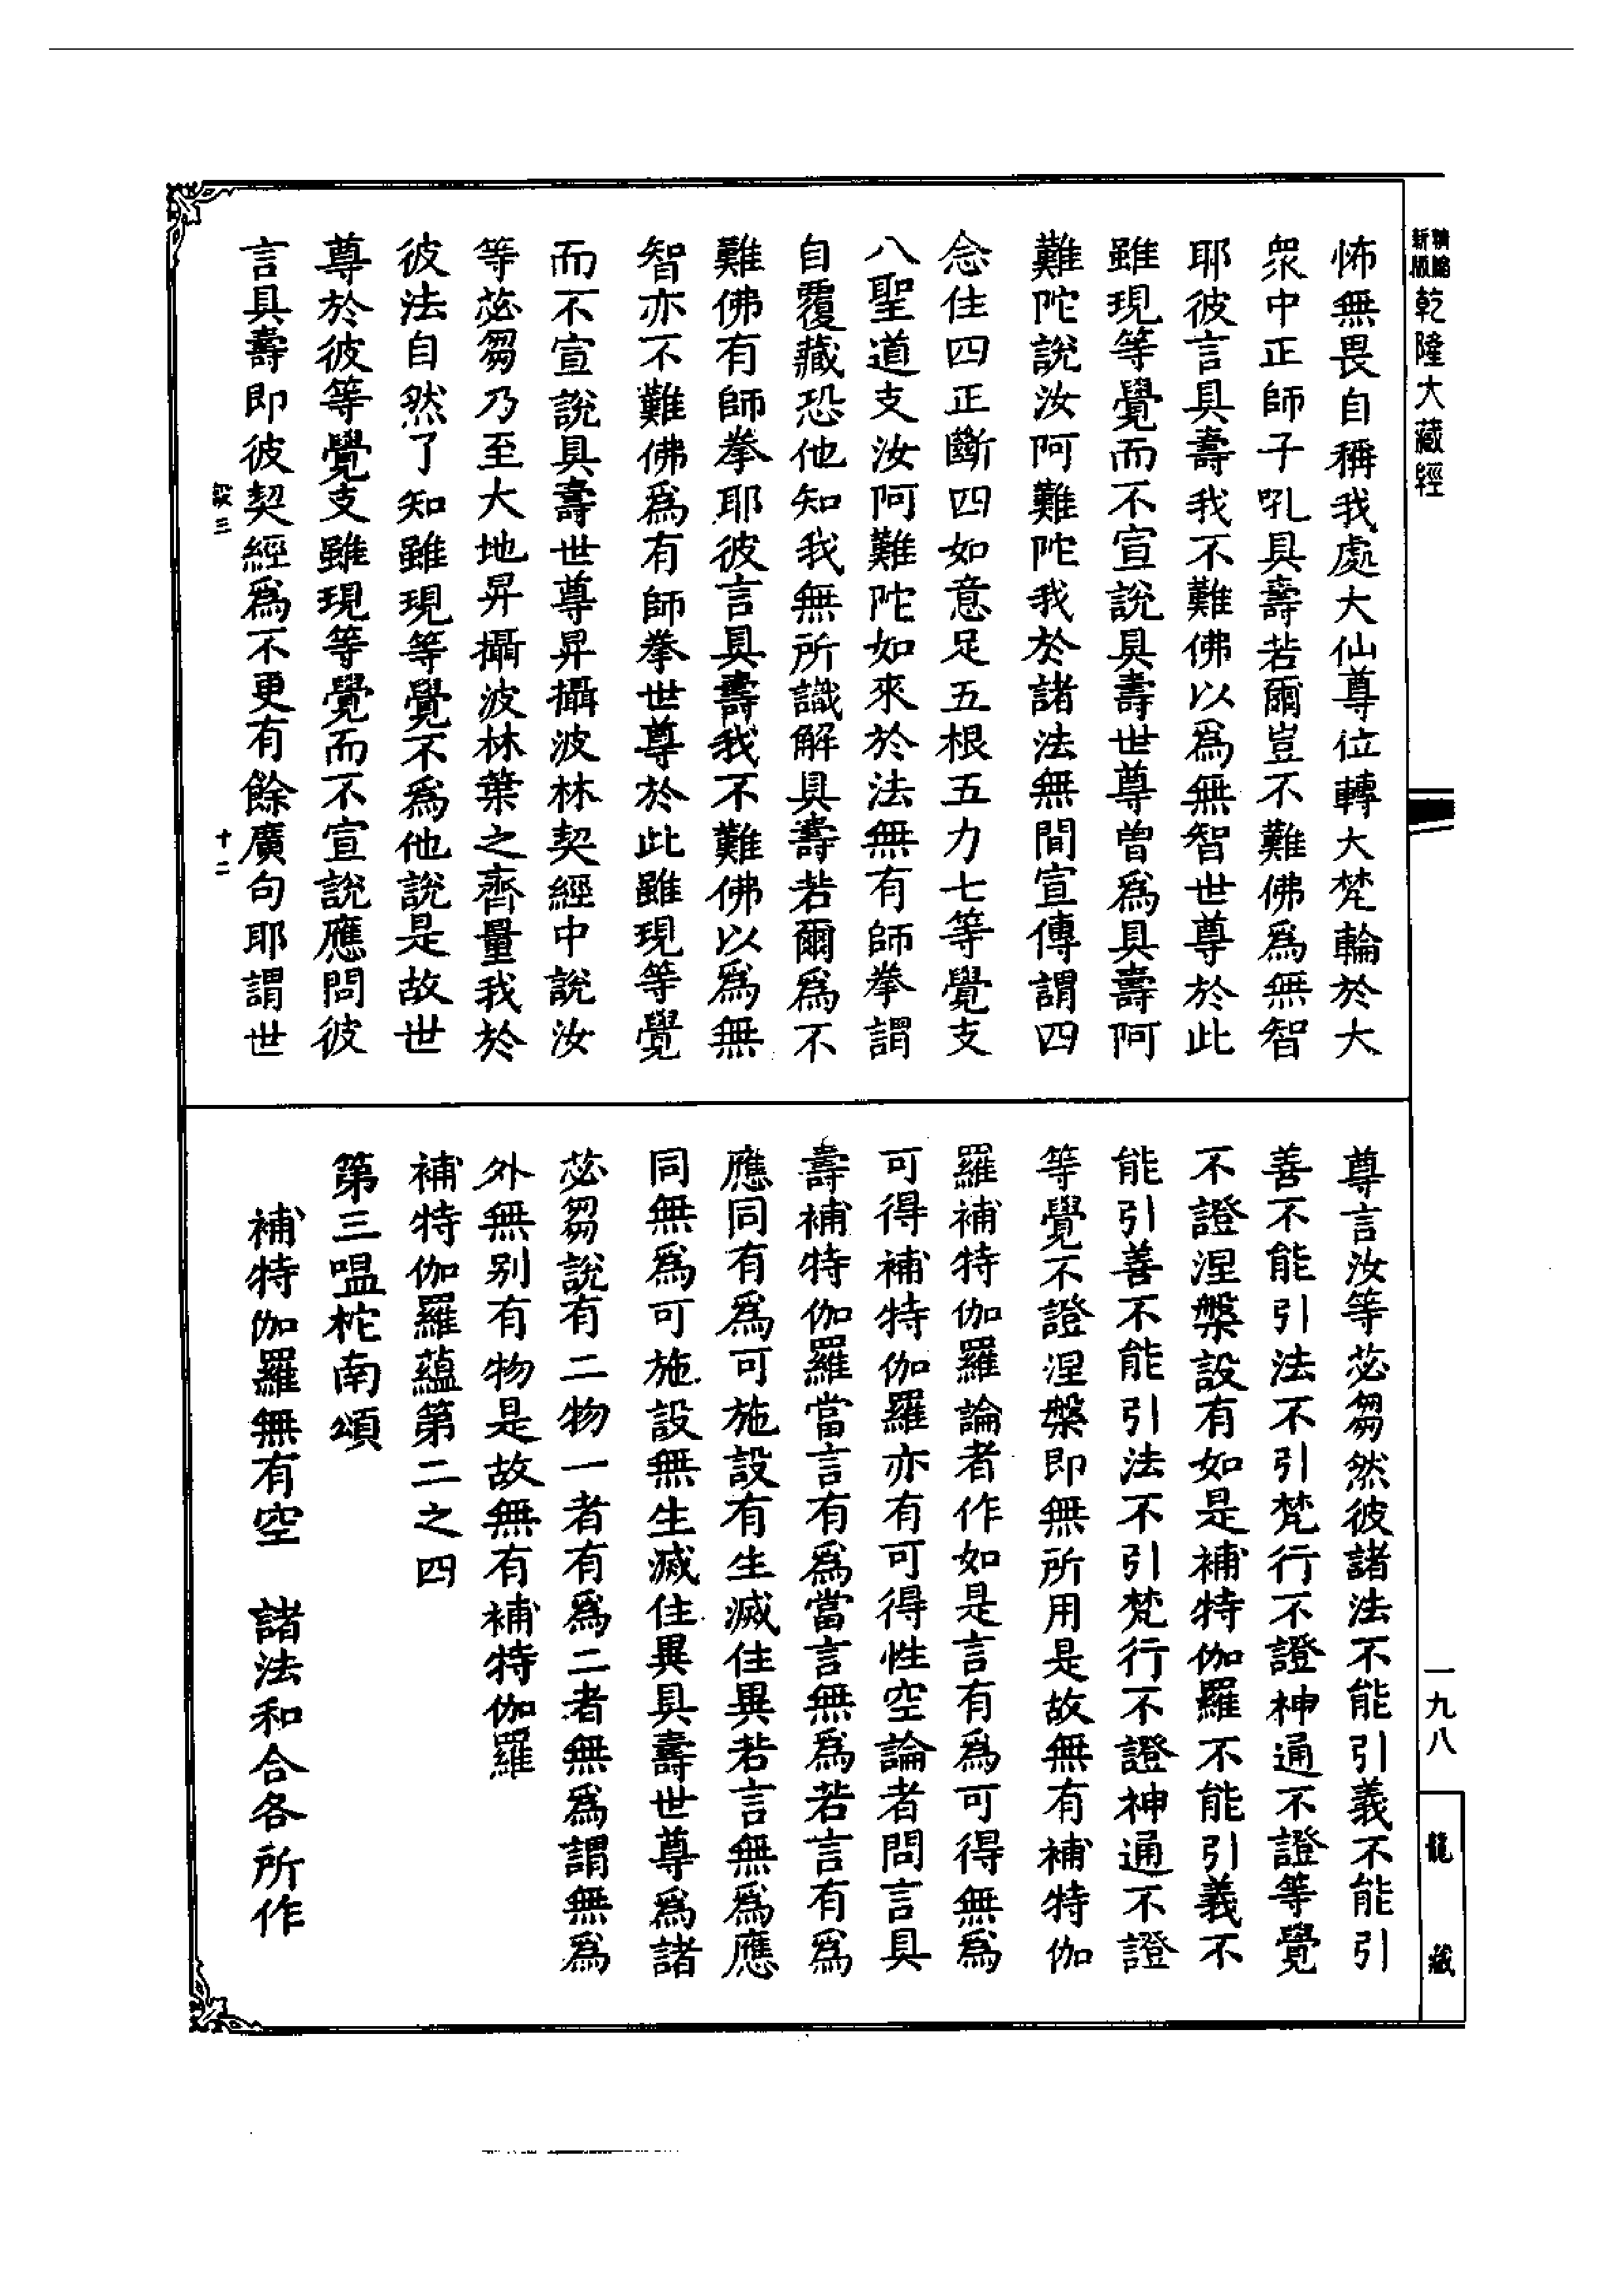 新版精縮乾隆大藏經
一九八
龍藏
怖無畏自稱我處大仙尊位轉大梵輪於大
衆中正師子吼具壽若爾豈不難佛為無智
耶彼言具壽我不難佛以為無智世尊於此
雖現等覺而不宣說具壽世尊曾為具壽阿
難陀說汝阿難陀我於諸法無間宣傳謂四
念住四正斷四如意足五根五力七等覺支
八聖道支汝阿難陀如來於法無有師拳謂
自覆藏恐他知我無所識解具壽若爾為不
難佛有師拳耶彼言具壽我不難佛以為無
智亦不難佛為有師拳世尊於此雖現等覺
而不宣說具壽世尊昇攝波林契經中說汝
等苾芻乃至大地昇攝波林葉之齊量我於
彼法自然了知雖現等覺不為他說是故世
尊於彼等覺支雖現等覺而不宣說應問彼
言具壽即彼契經為不更有餘廣句耶謂世
設三 十二
尊言汝等苾芻然彼諸法不能引義不能引
善不能引法不引梵行不證神通不證等覺
不證涅槃設有如是補特伽羅不能引義不
能引善不能引法不引梵行不證神通不證
等覺不證涅槃即無所用是故無有補特伽
羅補特伽羅論者作如是言有為可得無為
可得補特伽羅亦有可得性空論者問言具
壽補特伽羅當言有為當言無為若言有為
應同有為可施設有生滅住異若言無為應
同無為可施設無生滅住異具壽世尊為諸
苾芻說有二物一者有為二者無為謂無為
外無別有物是故無有補特伽羅
補特伽羅蘊第二之四
第三嗢柁南頌
補特伽羅無有空　諸法和合各所作